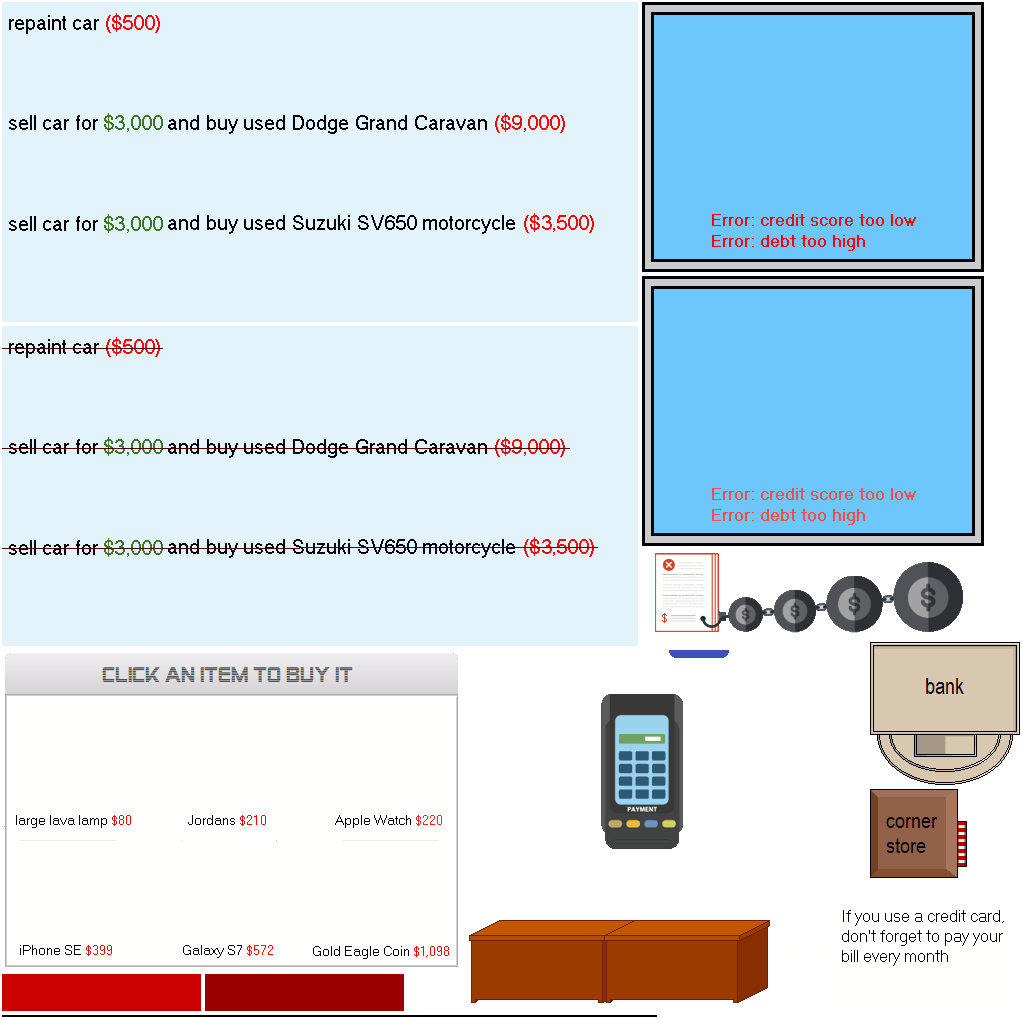 repaint car ($500)
sell car for $3,000 and buy used Dodge Grand Caravan ($9,000)
sell car for $3,000 and buy used Suzuki SV650 motorcycle ($3,500)
Error: credit score too low
Error: debt too high
repaint car ($500)
sell car for $3,000 and buy used Dodge Grand Caravan ($9,000)
sell car for $3,000 and buy used Suzuki SV650 motorcycle ($3,500)
Error: credit score too low
Error: debt too high
$
$ $ $ $
CLICK AN ITEM TO BUY IT
large lava lamp $80
Jordans $210
Apple Watch $220
iPhone SE $399
Galaxy S7 $572
Gold Eagle Coin $1,098
PAYMENT
bank
corner
store
If you use a credit card,
don't forget to pay your
bill every month